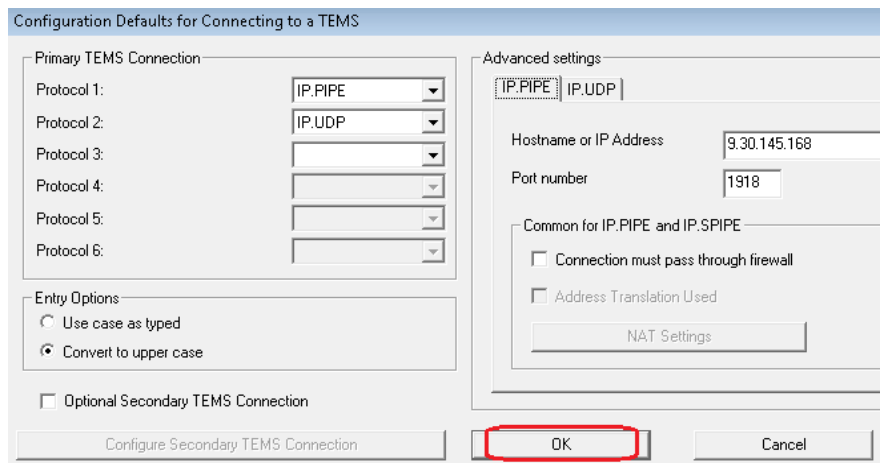 Configuration Defaults for Connecting to a TEMS
Primary TEMS Connection
Protocol 1: IP.PIPE
Protocol 2: IP.UDP
Protocol 3:
Protocol 4:
Protocol 5:
Protocol 6:
Entry Options
Use case as typed
Convert to upper case
Optional Secondary TEMS Connection
Configure Secondary TEMS Connection
Advanced settings
IP.PIPE IP.UDP
Hostname or IP Address 9.30.145.168
Port number 1918
Common for IP.PIPE and IP.SPIPE
Connection must pass through firewall
Address Translation Used
NAT Settings
OK Cancel